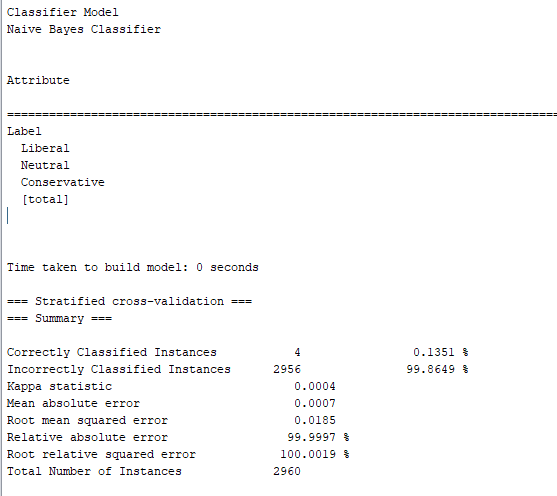 Classifier Model
Naive Bayes Classifier
Attribute
===============================================================================
Label
Liberal
Neutral
Conservative
[total]
Time taken to build model: 0 seconds
=== Stratified cross-validation ===
=== Summary ===
Correctly Classified Instances 4 0.1351 %
Incorrectly Classified Instances 2956 99.8649 %
Kappa statistic 0.0004
Mean absolute error 0.0007
Root mean squared error 0.0185
Relative absolute error 99.9997 %
Root relative squared error 100.0019 %
Total Number of Instances 2960